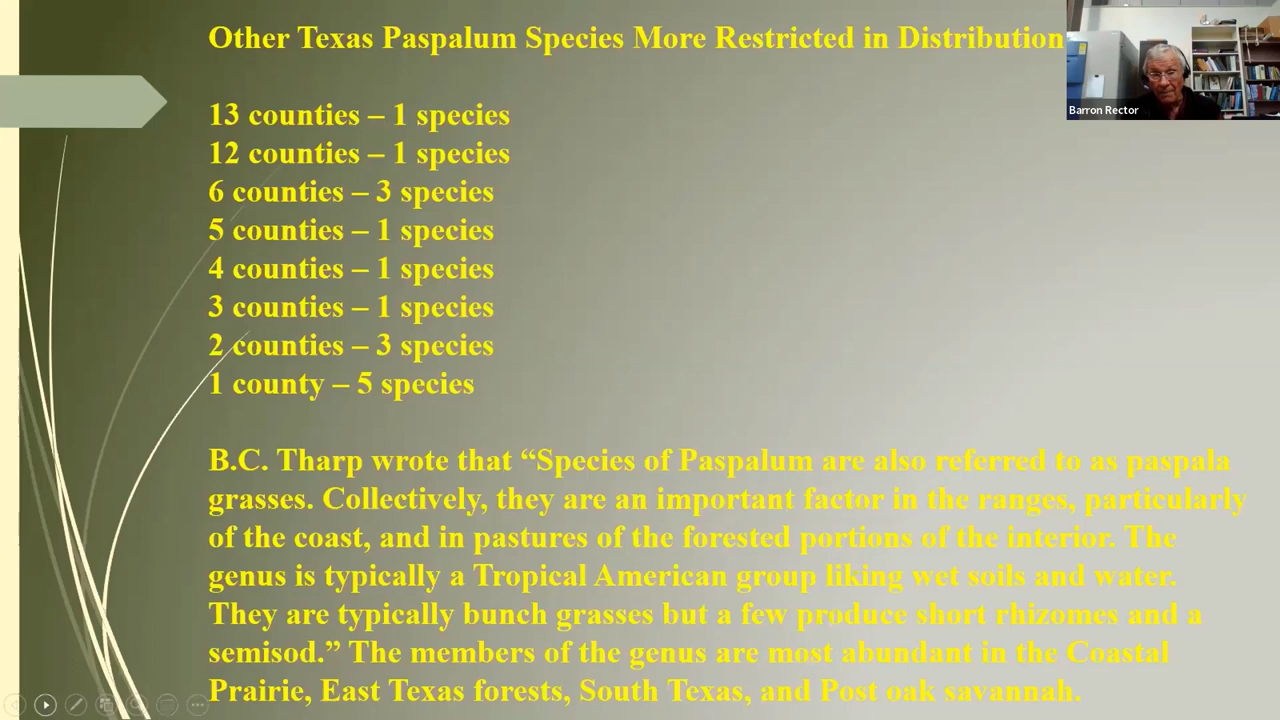 Other Texas Paspalum Species More Restricted in Distribution
Barron Rector
13 counties – 1 species
12 counties – 1 species
6 counties – 3 species
5 counties – 1 species
4 counties – 1 species
3 counties – 1 species
2 counties – 3 species
1 county – 5 species
B.C. Tharp wrote that “Species of Paspalum are also referred to as paspala
grasses. Collectively, they are an important factor in the ranges, particularly
of the coast, and in pastures of the forested portions of the interior. The
genus is typically a Tropical American group liking wet soils and water.
They are typically bunch grasses but a few produce short rhizomes and a
semisod.” The members of the genus are most abundant in the Coastal
Prairie, East Texas forests, South Texas, and Post oak savannah.